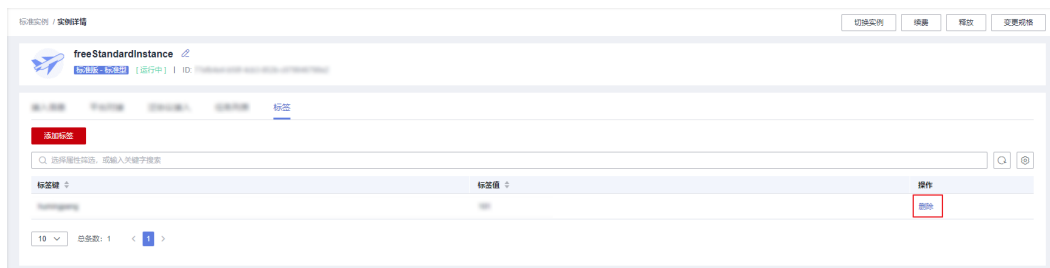 标准实例 / 实例详情 切换实例 续费 释放 变更规格
freeStandardInstance
标准版 - 标准型 [ 运行中 ] | ID:
标签
添加标签
选择属性筛选，或输入关键字搜索
标签键 标签值 操作
删除
10 总条数：1 < 1 >